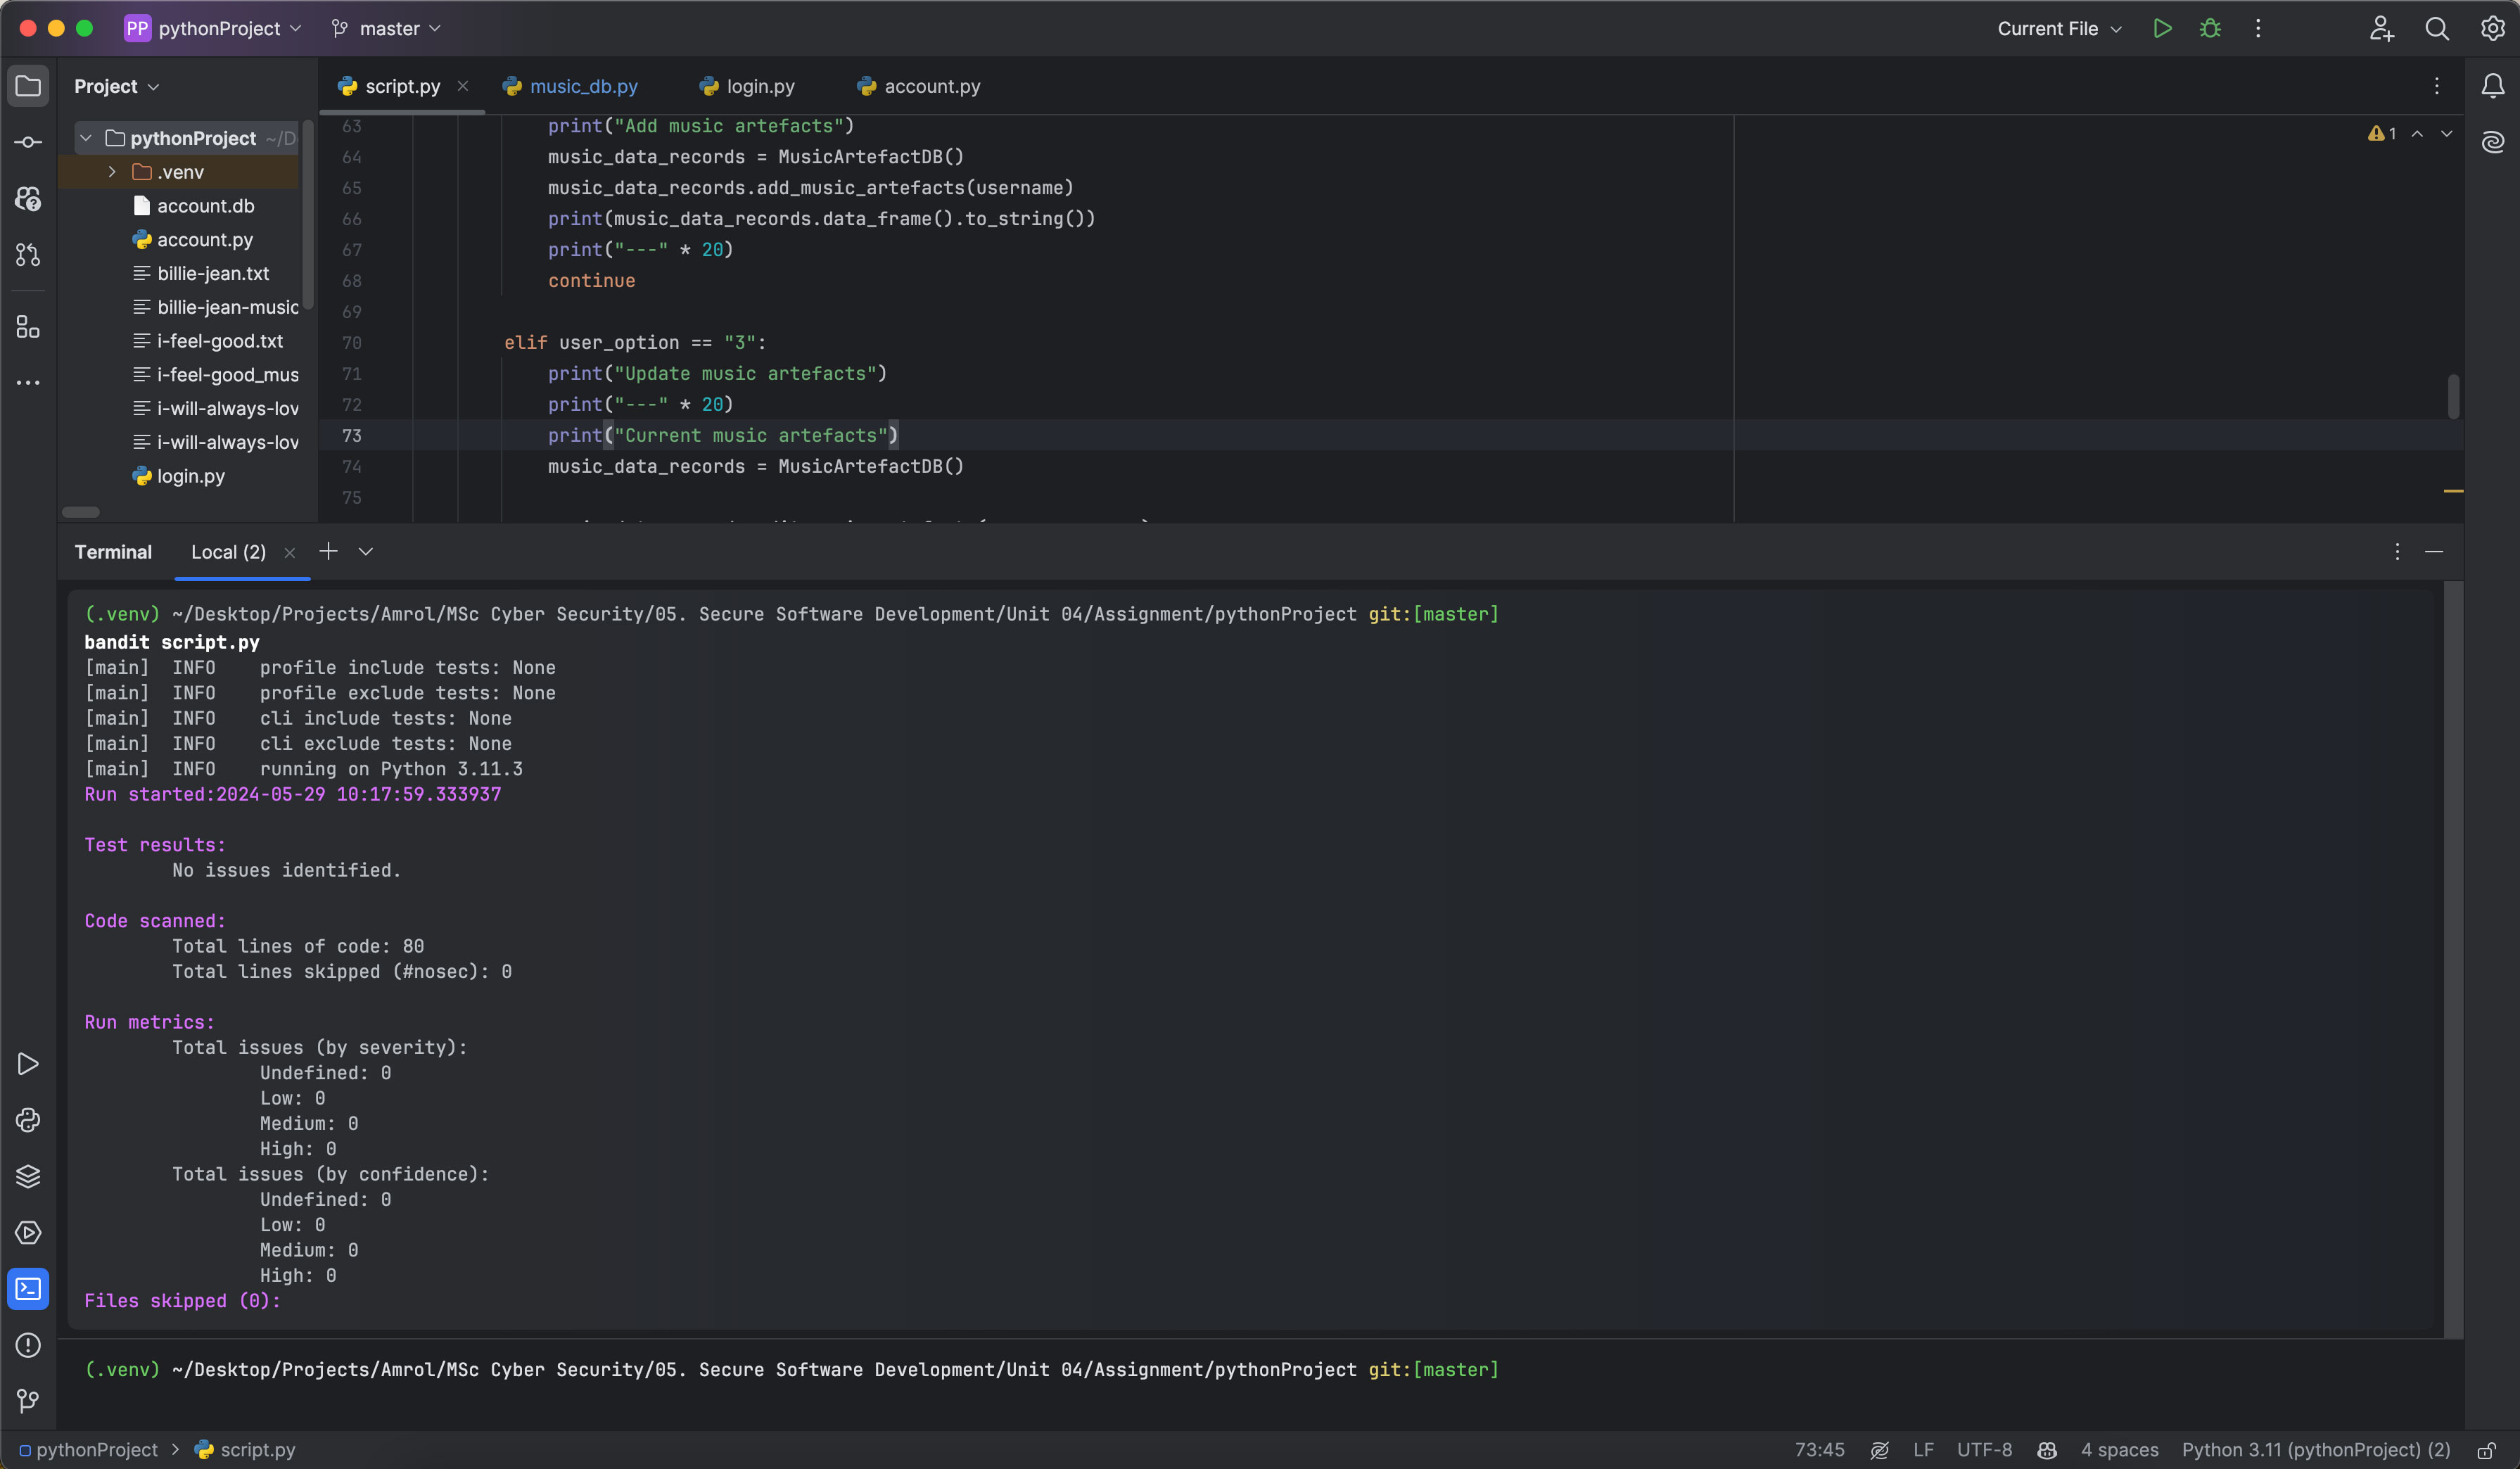 PP pythonProject master Current File
Project
script.py music_db.py login.py account.py
pythonProject ~/D
.venv
account.db
account.py
billie-jean.txt
billie-jean-music
i-feel-good.txt
i-feel-good_mus
i-will-always-lov
i-will-always-lov
login.py
63 print("Add music artefacts")
64 music_data_records = MusicArtefactDB()
65 music_data_records.add_music_artefacts(username)
66 print(music_data_records.data_frame().to_string())
67 print("---" * 20)
68 continue
69
70 elif user_option == "3":
71 print("Update music artefacts")
72 print("---" * 20)
73 print("Current music artefacts")
74 music_data_records = MusicArtefactDB()
75
1
Terminal Local (2)
(.venv) ~/Desktop/Projects/Amrol/MSc Cyber Security/05. Secure Software Development/Unit 04/Assignment/pythonProject git:[master]
bandit script.py
[main] INFO profile include tests: None
[main] INFO profile exclude tests: None
[main] INFO cli include tests: None
[main] INFO cli exclude tests: None
[main] INFO running on Python 3.11.3
Run started:2024-05-29 10:17:59.333937
Test results:
No issues identified.
Code scanned:
Total lines of code: 80
Total lines skipped (#nosec): 0
Run metrics:
Total issues (by severity):
Undefined: 0
Low: 0
Medium: 0
High: 0
Total issues (by confidence):
Undefined: 0
Low: 0
Medium: 0
High: 0
Files skipped (0):
(.venv) ~/Desktop/Projects/Amrol/MSc Cyber Security/05. Secure Software Development/Unit 04/Assignment/pythonProject git:[master]
pythonProject > script.py 73:45 LF UTF-8 4 spaces Python 3.11 (pythonProject) (2)